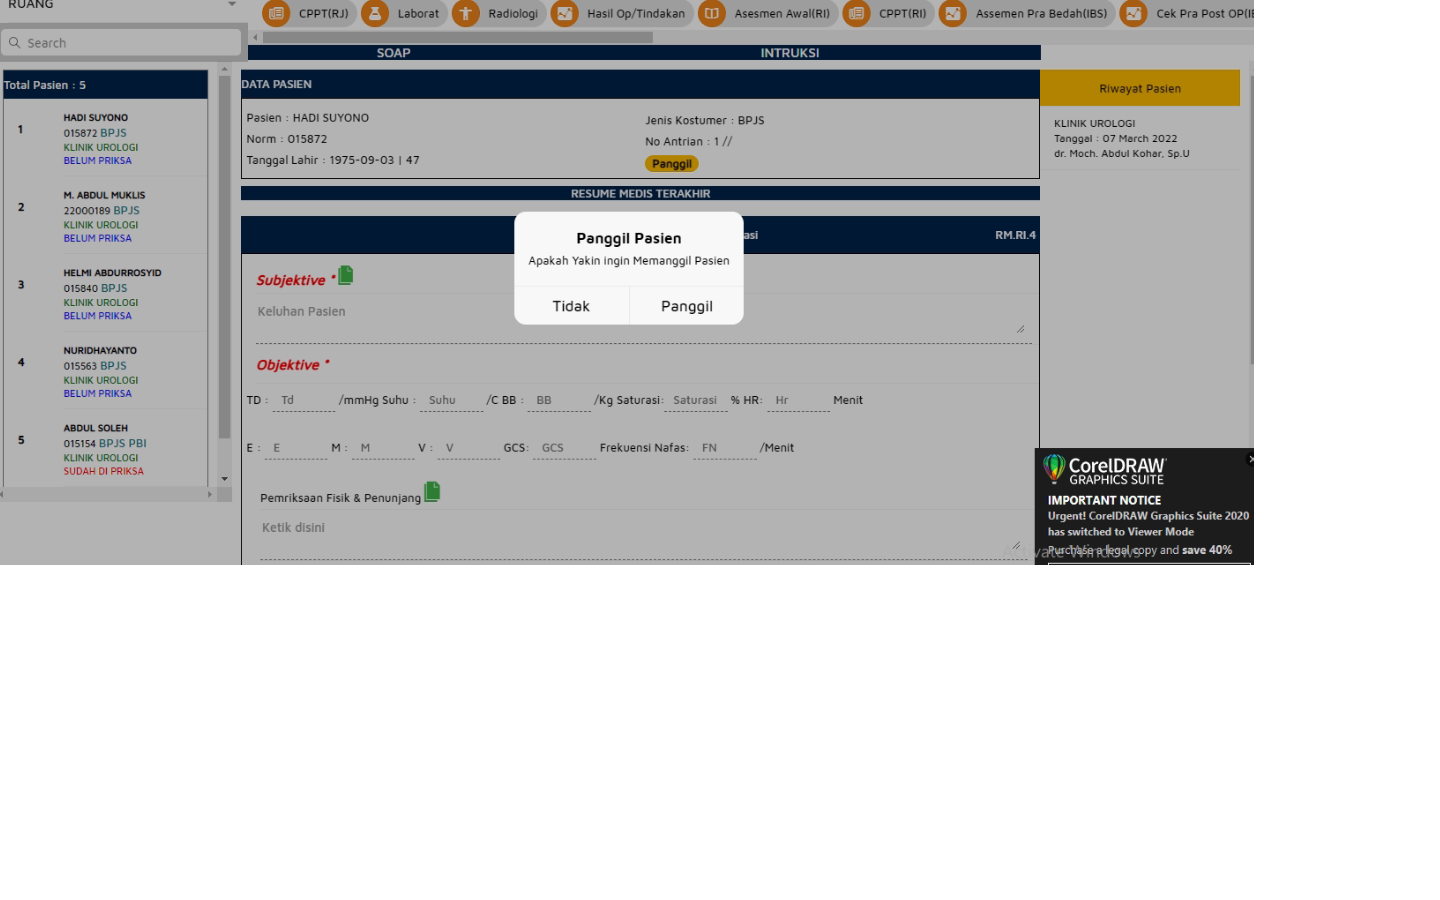 RUANG
CPPT(RJ)
Laborat
Radiologi
Hasil Op/Tindakan
Asesmen Awal(RI)
CPPT(RI)
Assemen Pra Bedah(IBS)
Cek Pra Post OP(IE
Search
SOAP
INTRUKSI
Total Pasien : 5
1
HADI SUYONO
015872 BPJS
KLINIK UROLOGI
BELUM PRIKSA
2
M. ABDUL MUKLIS
22000189 BPJS
KLINIK UROLOGI
BELUM PRIKSA
3
HELMI ABDURROSYID
015840 BPJS
KLINIK UROLOGI
BELUM PRIKSA
4
NURIDHAYANTO
015563 BPJS
KLINIK UROLOGI
BELUM PRIKSA
5
ABDUL SOLEH
015154 BPJS PBI
KLINIK UROLOGI
SUDAH DI PRIKSA
DATA PASIEN
Pasien : HADI SUYONO
Norm : 015872
Tanggal Lahir : 1975-09-03 | 47
Jenis Kostumer : BPJS
No Antrian : 1 //
Panggil
Riwayat Pasien
KLINIK UROLOGI
Tanggal : 07 March 2022
dr. Moch. Abdul Kohar, Sp.U
RESUME MEDIS TERAKHIR
asi
RM.RI.4
Panggil Pasien
Apakah Yakin ingin Memanggil Pasien
Tidak
Panggil
Subjektive *
Keluhan Pasien
Objektive *
TD : Td /mmHg Suhu : Suhu /C BB : BB /Kg Saturasi: Saturasi % HR: Hr Menit
E : E M : M V : V GCS: GCS Frekuensi Nafas: FN /Menit
Pemriksaan Fisik & Penunjang
Ketik disini
CorelDRAW
GRAPHICS SUITE
IMPORTANT NOTICE
Urgent! CorelDRAW Graphics Suite 2020
has switched to Viewer Mode
Purchase a legal copy and save 40%
Activate Windows